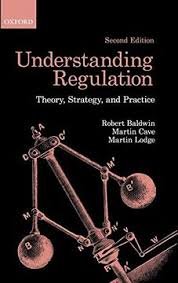 OXFORD
Second Edition
Understanding
Regulation
Theory, Strategy, and Practice
Robert Baldwin
Martin Cave
Martin Lodge